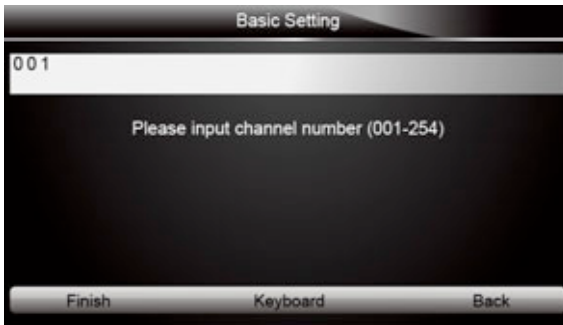 Basic Setting
001
Please input channel number (001-254)
Finish Keyboard Back